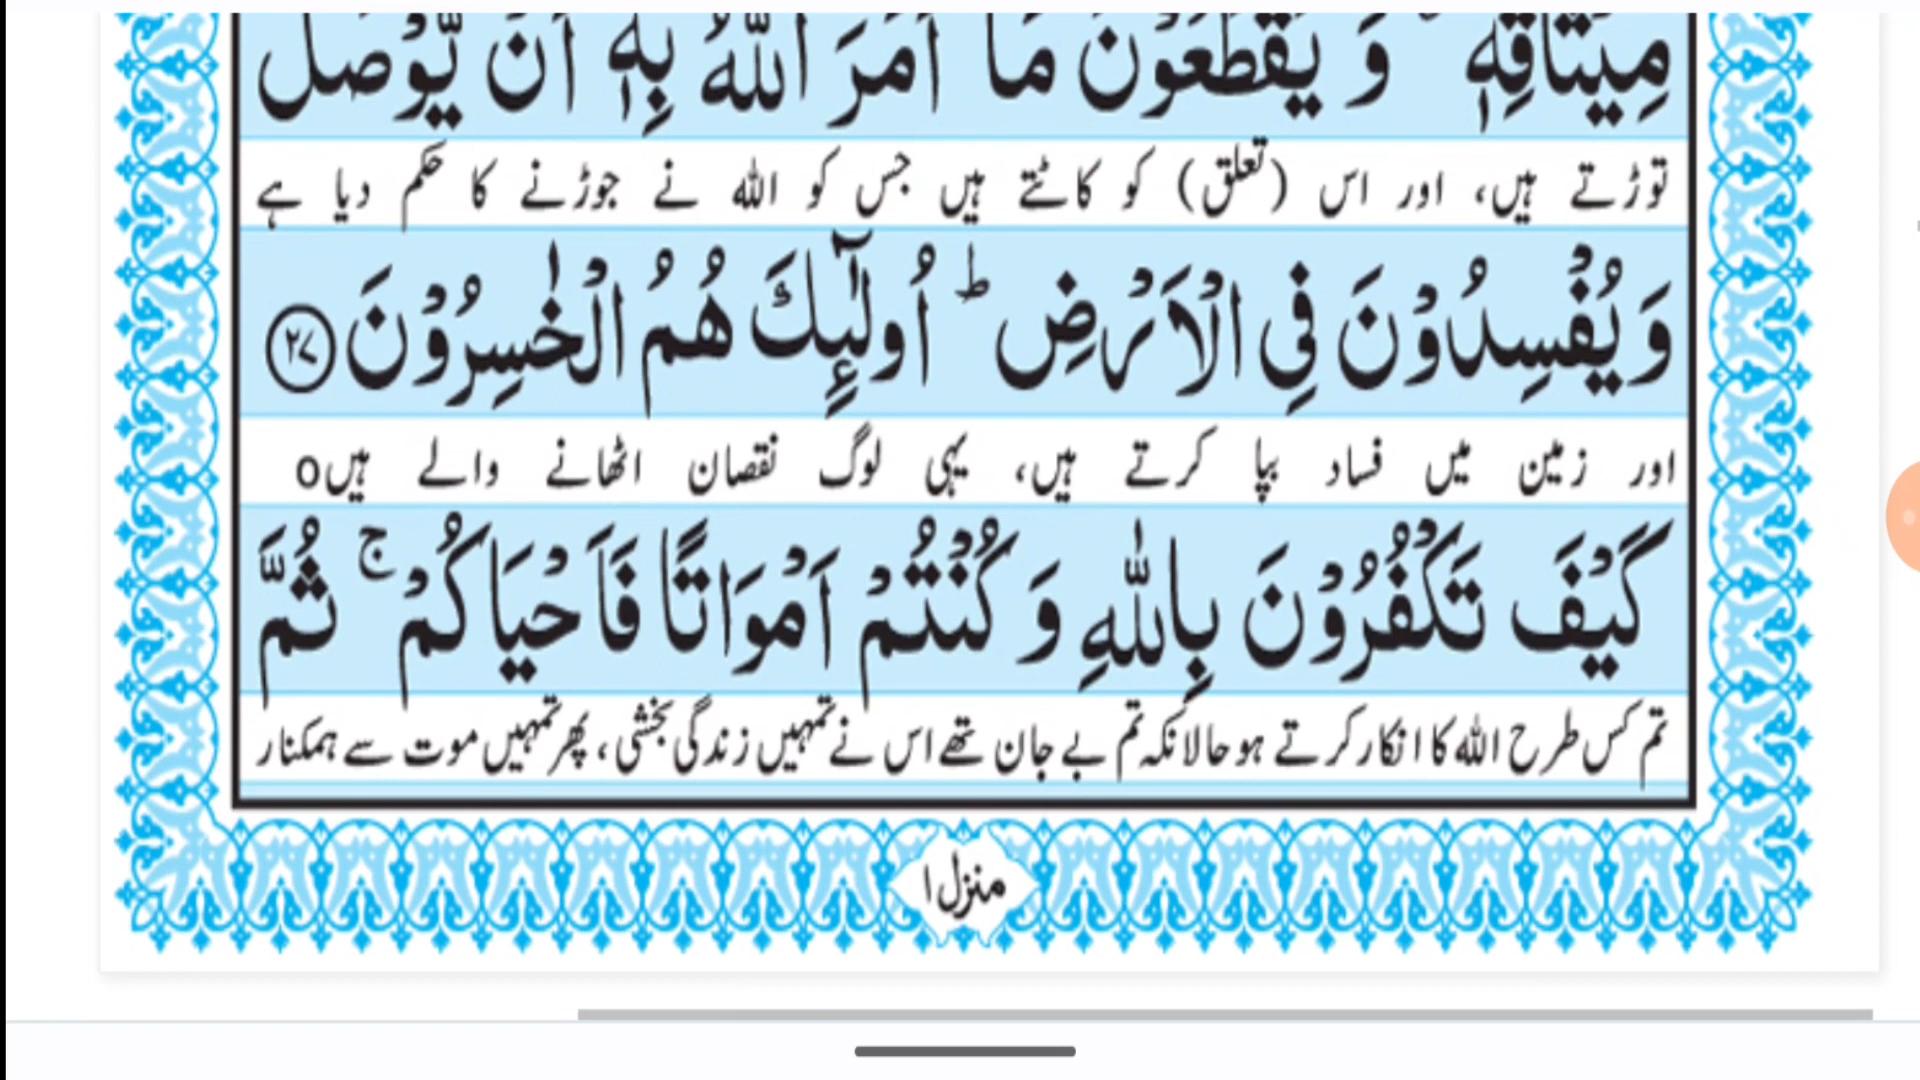 مِیْثَاقِهٖ ۪ وَ یَقْطَعُوْنَ مَاۤ اَمَرَ اللّٰهُ بِهٖۤ اَنْ یُّوْصَلَ
توڑتے ہیں، اور اس (تعلق) کو کاٹتے ہیں جس کو اللہ نے جوڑنے کا حکم دیا ہے
وَ یُفْسِدُوْنَ فِی الْاَرْضِ ؕ اُولٰٓئِكَ هُمُ الْخٰسِرُوْنَ ۲۷
اور زمین میں فساد بپا کرتے ہیں، یہی لوگ نقصان اٹھانے والے ہیںo
كَیْفَ تَكْفُرُوْنَ بِاللّٰهِ وَ كُنْتُمْ اَمْوَاتًا فَاَحْیَاكُمْ ۚ ثُمَّ
تم کس طرح اللہ کا انکار کرتے ہو حالانکہ تم بے جان تھے اس نے تمہیں زندگی بخشی، پھر تمہیں موت سے ہمکنار
منزل ۱